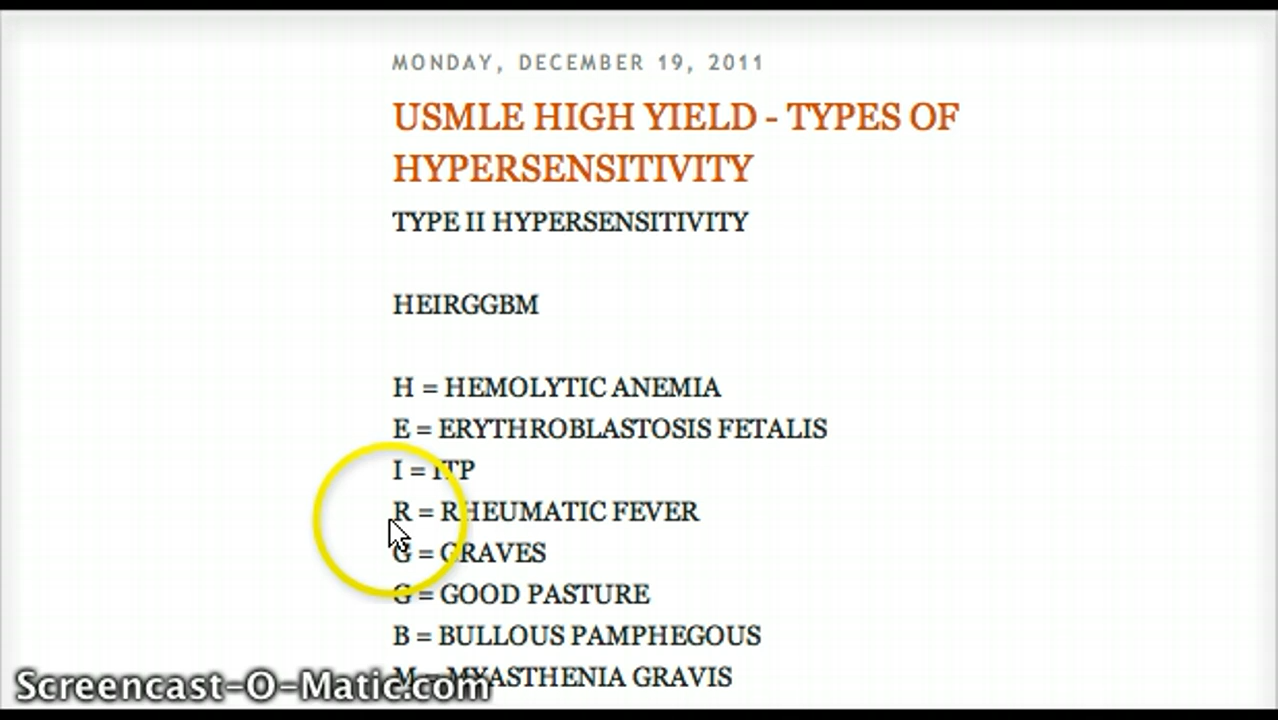 MONDAY, DECEMBER 19, 2011
USMLE HIGH YIELD - TYPES OF
HYPERSENSITIVITY
TYPE II HYPERSENSITIVITY
HEIRGGBM
H = HEMOLYTIC ANEMIA
E = ERYTHROBLASTOSIS FETALIS
I = ITP
R = RHEUMATIC FEVER
G = GRAVES
G = GOOD PASTURE
B = BULLOUS PAMPHEGOUS
M = MYASTHENIA GRAVIS
Screencast-O-Matic.com